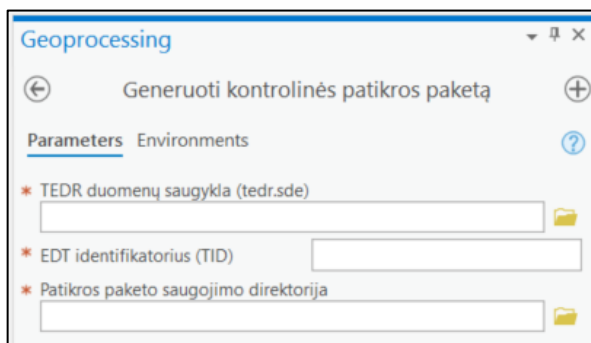 Geoprocessing
Generuoti kontrolinės patikros paketą
Parameters Environments
* TEDR duomenų saugykla (tedr.sde)
* EDT identifikatorius (TID)
* Patikros paketo saugojimo direktorija